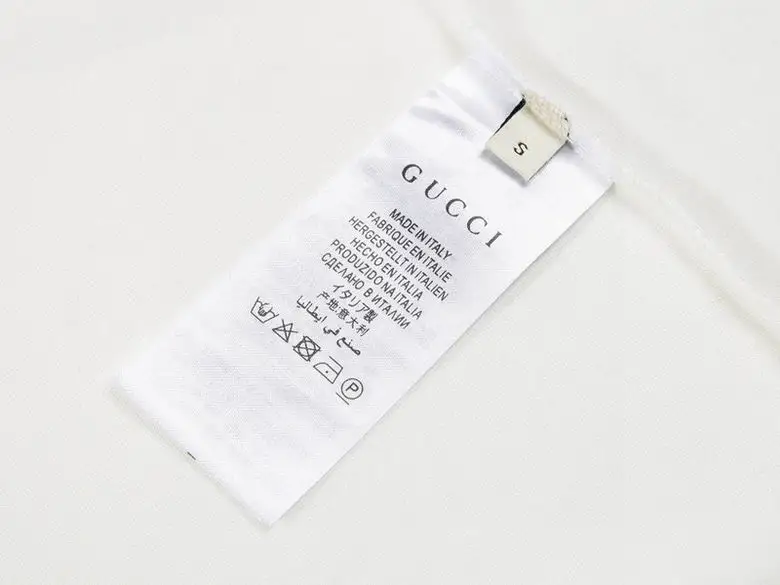 S
GUCCI
MADE IN ITALY
FABRIQUE EN ITALIE
HERGESTELLT IN ITALIEN
HECHO EN ITALIA
PRODUZIDO NA ITALIA
СДЕЛАНО В ИТАЛИИ
イタリア製
产地意大利
صنع في ايطاليا
P